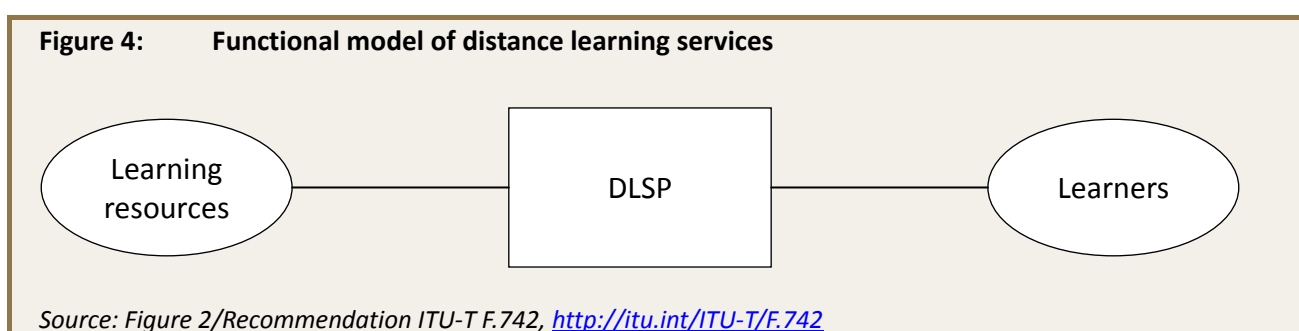 Figure 4: Functional model of distance learning services
Learning
resources
DLSP
Learners
Source: Figure 2/Recommendation ITU-T F.742, http://itu.int/ITU-T/F.742